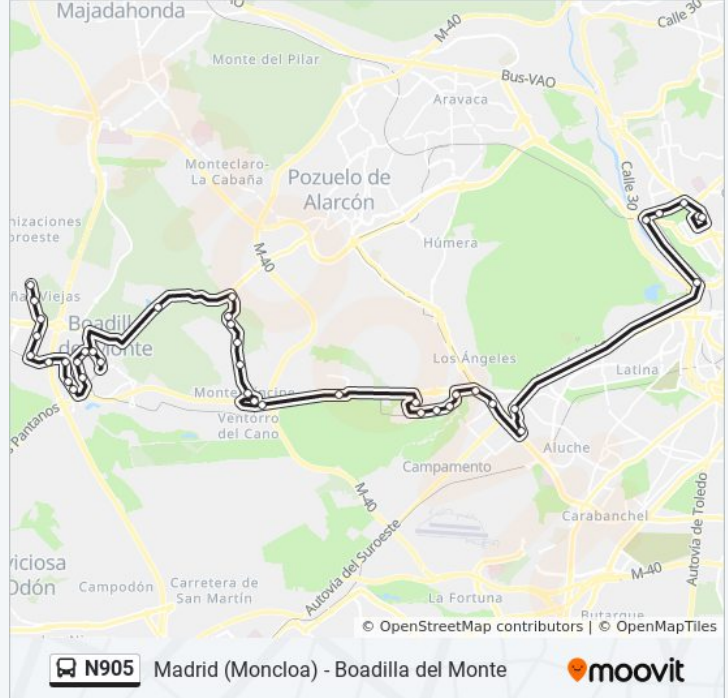 Majadahonda
Calle 30
M-40
Monte del Pilar
Bus-VAO
Aravaca
Monteclaro-
La Cabaña
Pozuelo de
Alarcón
Calle 30
nizaciones
oroeste
Húmera
M-40
Viejas
Boadilla
del Monte
Los Ángeles
Latina
Monte
Ventorro
del Cano
s Pantanos
Aluche
Campamento
M-40
Carabanchel
Autovía de Toledo
Autovía del Suroeste
viciosa
Odón
Campodón
Carretera de
San Martín
M-40
La Fortuna
Butarque
© OpenStreetMap contributors | © OpenMapTiles
N905 Madrid (Moncloa) - Boadilla del Monte
moovit